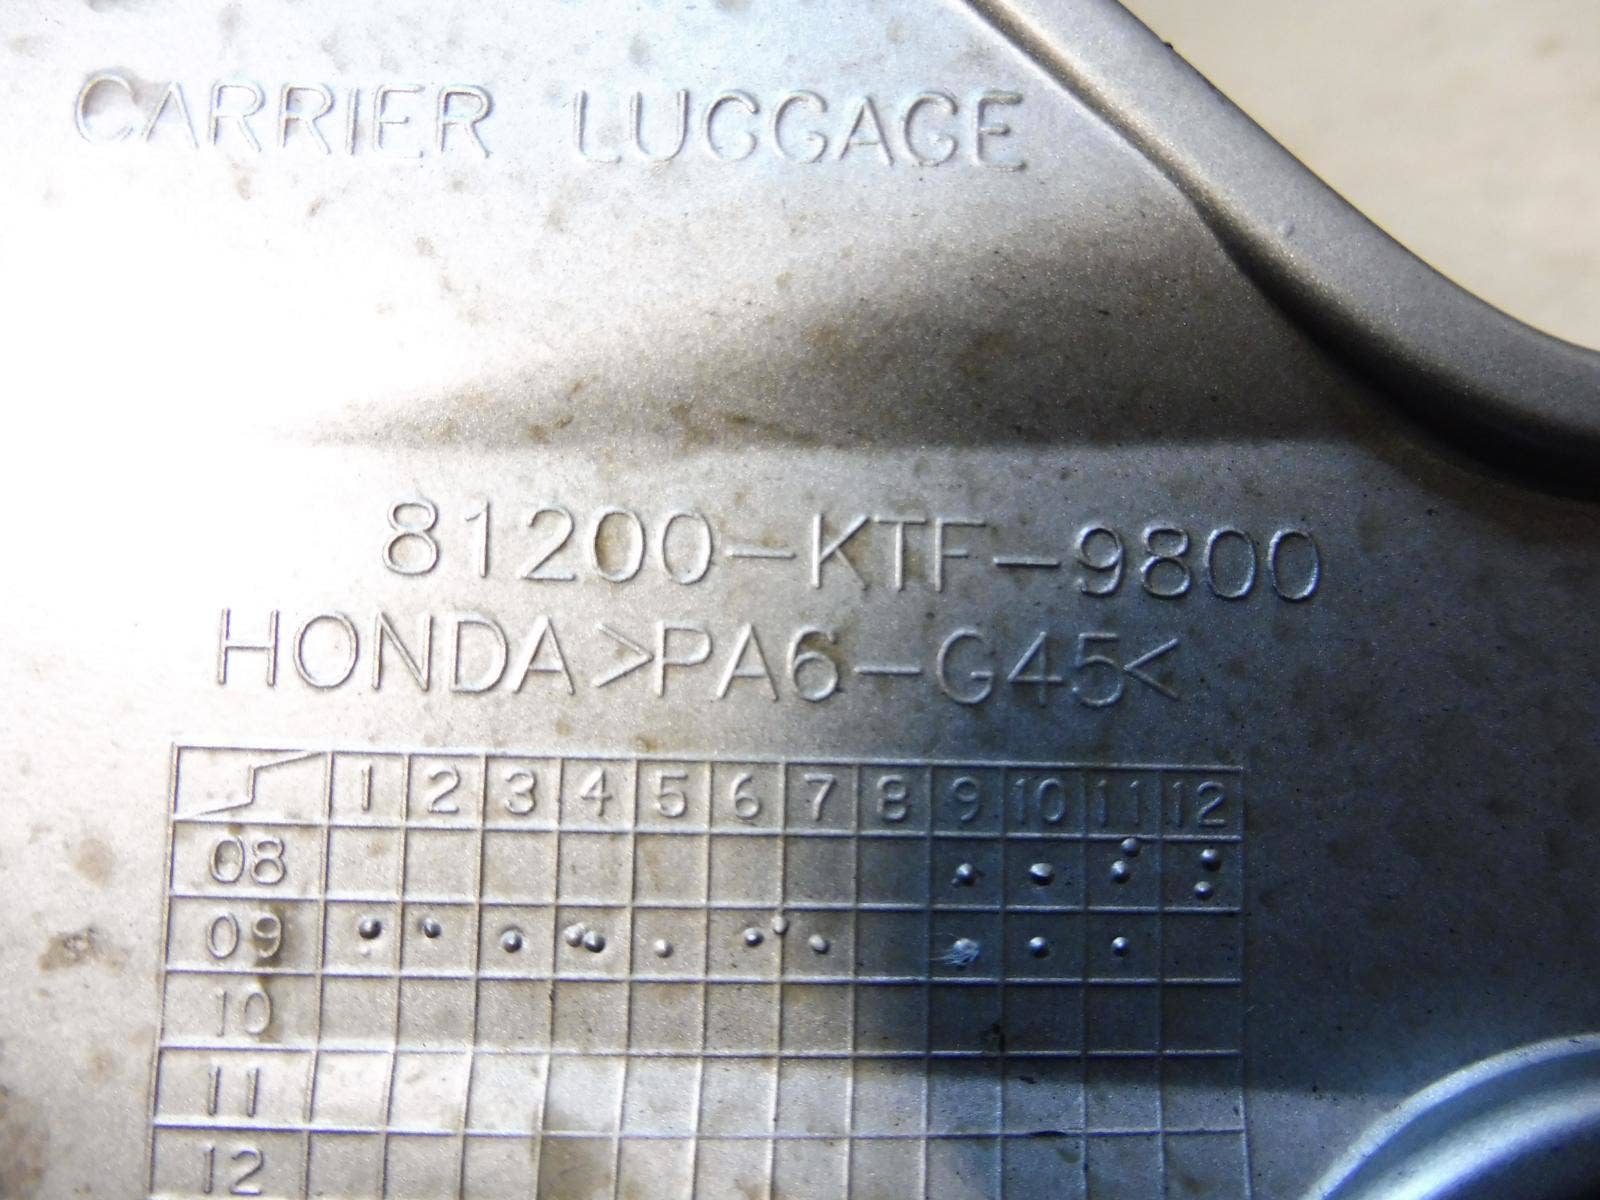 CARRIER LUGGAGE
81200-KTF-9800
HONDA >PA6-G45<
1 2 3 4 5 6 7 8 9 10 11 12
08
09
10
11
12